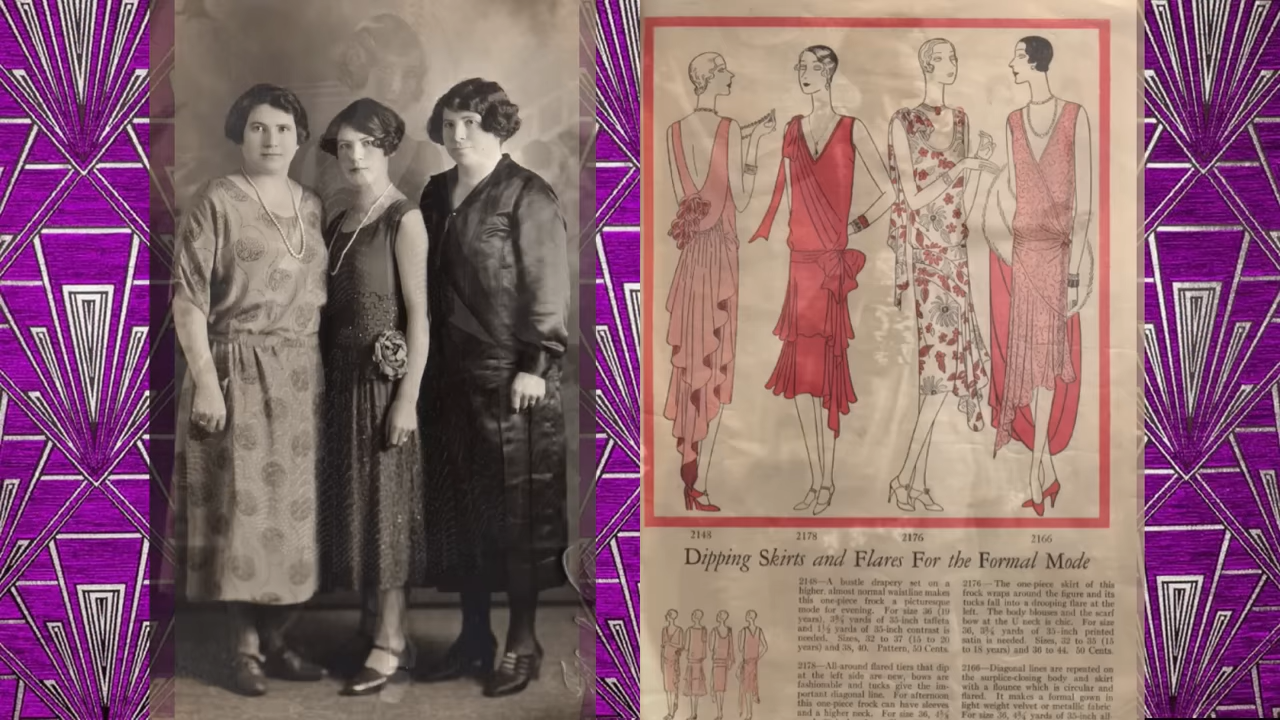 2148
2178
2176
2166
Dipping Skirts and Flares For the Formal Mode
2148—A bustle drapery set on a
higher, almost normal waistline makes
this one-piece frock a picturesque
mode for evening. For size 36 (19
years), 3⅝ yards of 35-inch taffeta
and 1½ yards of 35-inch contrast is
needed. Sizes, 32 to 37 (15 to 20
years) and 38, 40. Pattern, 50 Cents.
2178—All-around flared tiers that dip
at the left side are new, bows are
fashionable and tucks give the im-
portant diagonal line. For afternoon
this one-piece frock can have sleeves
and a higher neck. For size 36,
2176—The one-piece skirt of this
frock wraps around the figure and its
tucks fall into a drooping flare at the
left. The body blouses and the scarf
bow at the U neck is chic. For size
36, yards of 35-inch printed
satin is needed. Sizes, 32 to 35 (15
to 18 years) and 36 to 44. 50 Cents.
2166—Diagonal lines are repeated on
the surplice-closing body and skirt
with a flounce which is circular and
flared. It makes a formal gown in
light weight velvet or metallic fabric
For size 36, yards of 35-inch all-